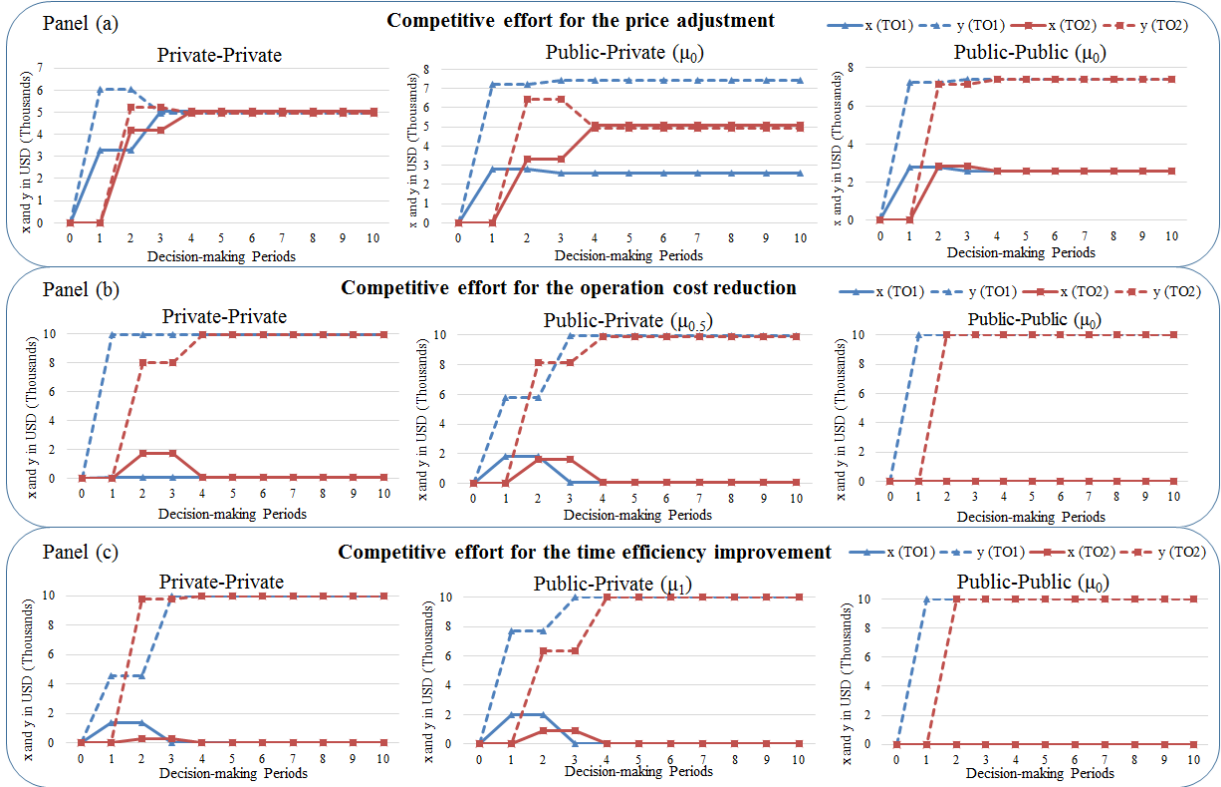 Panel (a)
Competitive effort for the price adjustment
x (TO1) y (TO1) x (TO2) y (TO2)
Private-Private
Public-Private (μ0)
Public-Public (μ0)
x and y in USD (Thousands)
7
6
5
4
3
2
1
0
0 1 2 3 4 5 6 7 8 9 10
Decision-making Periods
x and y in USD (Thousands)
8
7
6
5
4
3
2
1
0
0 1 2 3 4 5 6 7 8 9 10
Decision-making Periods
x and y in USD (Thousands)
8
6
4
2
0
0 1 2 3 4 5 6 7 8 9 10
Decision-making Periods
Panel (b)
Competitive effort for the operation cost reduction
x (TO1) y (TO1) x (TO2) y (TO2)
Private-Private
Public-Private (μ0.5)
Public-Public (μ0)
x and y in USD (Thousands)
10
8
6
4
2
0
0 1 2 3 4 5 6 7 8 9 10
Decision-making Periods
x and y in USD (Thousands)
10
8
6
4
2
0
0 1 2 3 4 5 6 7 8 9 10
Decision-making Periods
x and y in USD (Thousands)
10
8
6
4
2
0
0 1 2 3 4 5 6 7 8 9 10
Decision-making Periods
Panel (c)
Competitive effort for the time efficiency improvement
x (TO1) y (TO1) x (TO2) y (TO2)
Private-Private
Public-Private (μ1)
Public-Public (μ0)
x and y in USD (Thousands)
10
8
6
4
2
0
0 1 2 3 4 5 6 7 8 9 10
Decision-making Periods
x and y in USD (Thousands)
10
8
6
4
2
0
0 1 2 3 4 5 6 7 8 9 10
Decision-making Periods
x and y in USD (Thousands)
10
8
6
4
2
0
0 1 2 3 4 5 6 7 8 9 10
Decision-making Periods